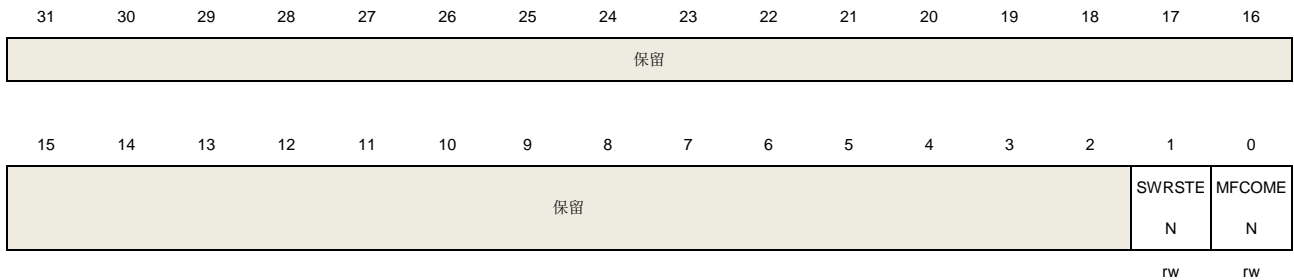 31 30 29 28 27 26 25 24 23 22 21 20 19 18 17 16
保留
15 14 13 12 11 10 9 8 7 6 5 4 3 2 1 0
保留
SWRSTE MFCOME
N N
rw rw